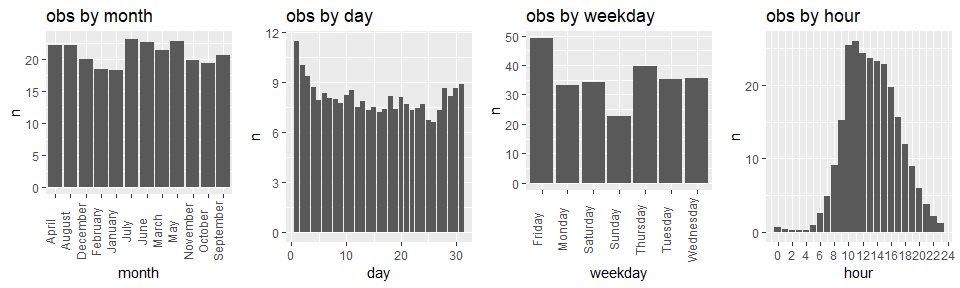 obs by month
n
20
15
10
5
0
April
August
December
February
January
July
June
March
May
November
October
September
month
obs by day
n
12
9
6
3
0
0 10 20 30
day
obs by weekday
n
50
40
30
20
10
0
Friday
Monday
Saturday
Sunday
Thursday
Tuesday
Wednesday
weekday
obs by hour
n
20
10
0
0 2 4 6 8 10 12 14 16 18 20 22 24
hour